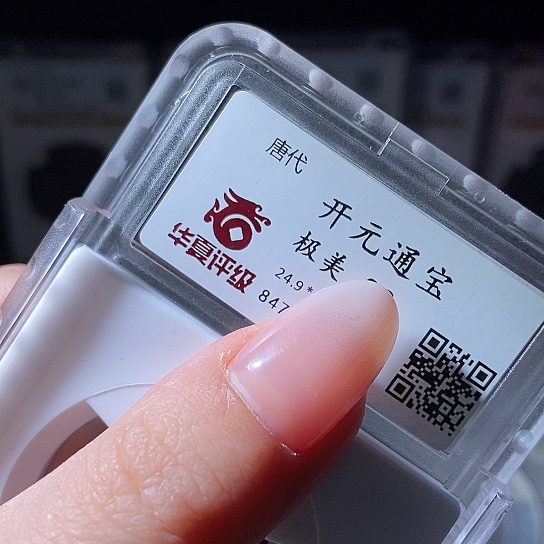 唐代
开元通宝
极美
华夏评级
24.9*
847